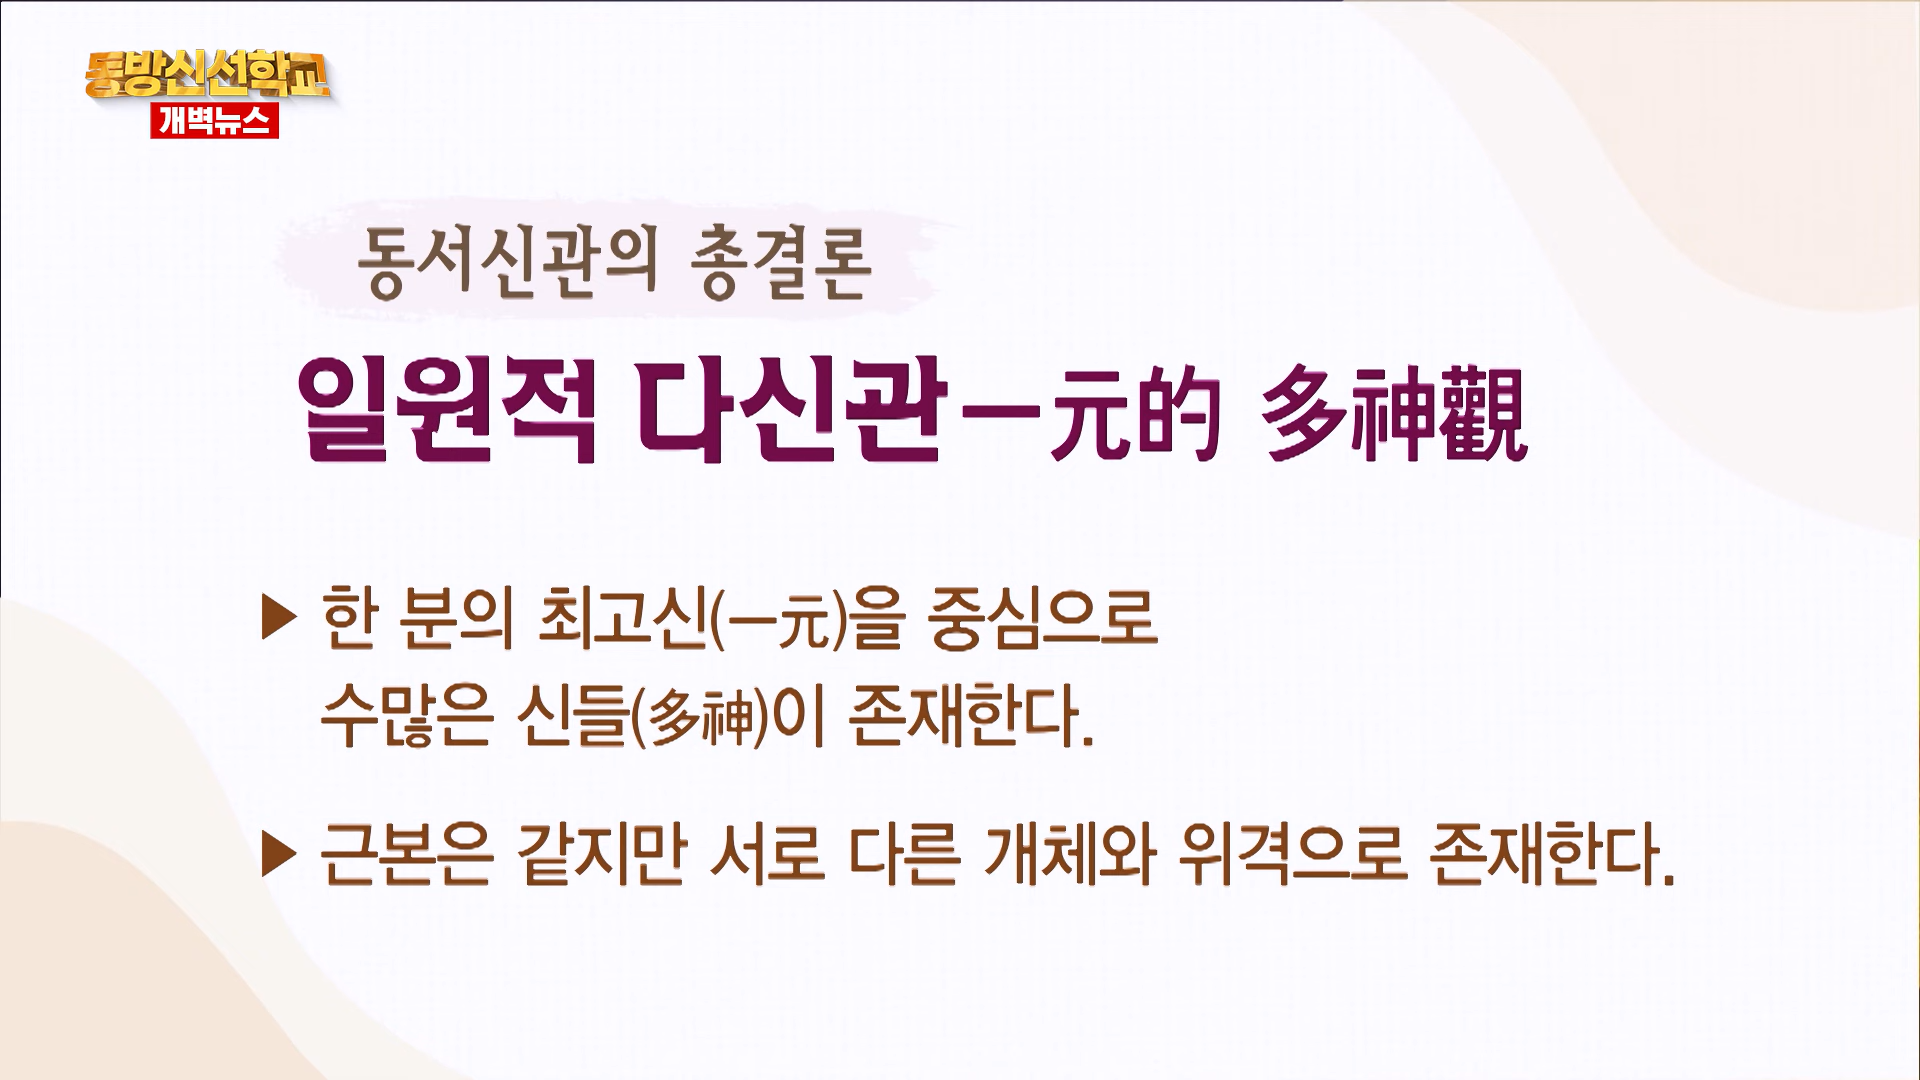 동방신선학교
개벽뉴스
동서신관의 총결론
일원적 다신관 一元的 多神觀
▶ 한 분의 최고신(一元)을 중심으로
수많은 신들(多神)이 존재한다.
▶ 근본은 같지만 서로 다른 개체와 위격으로 존재한다.